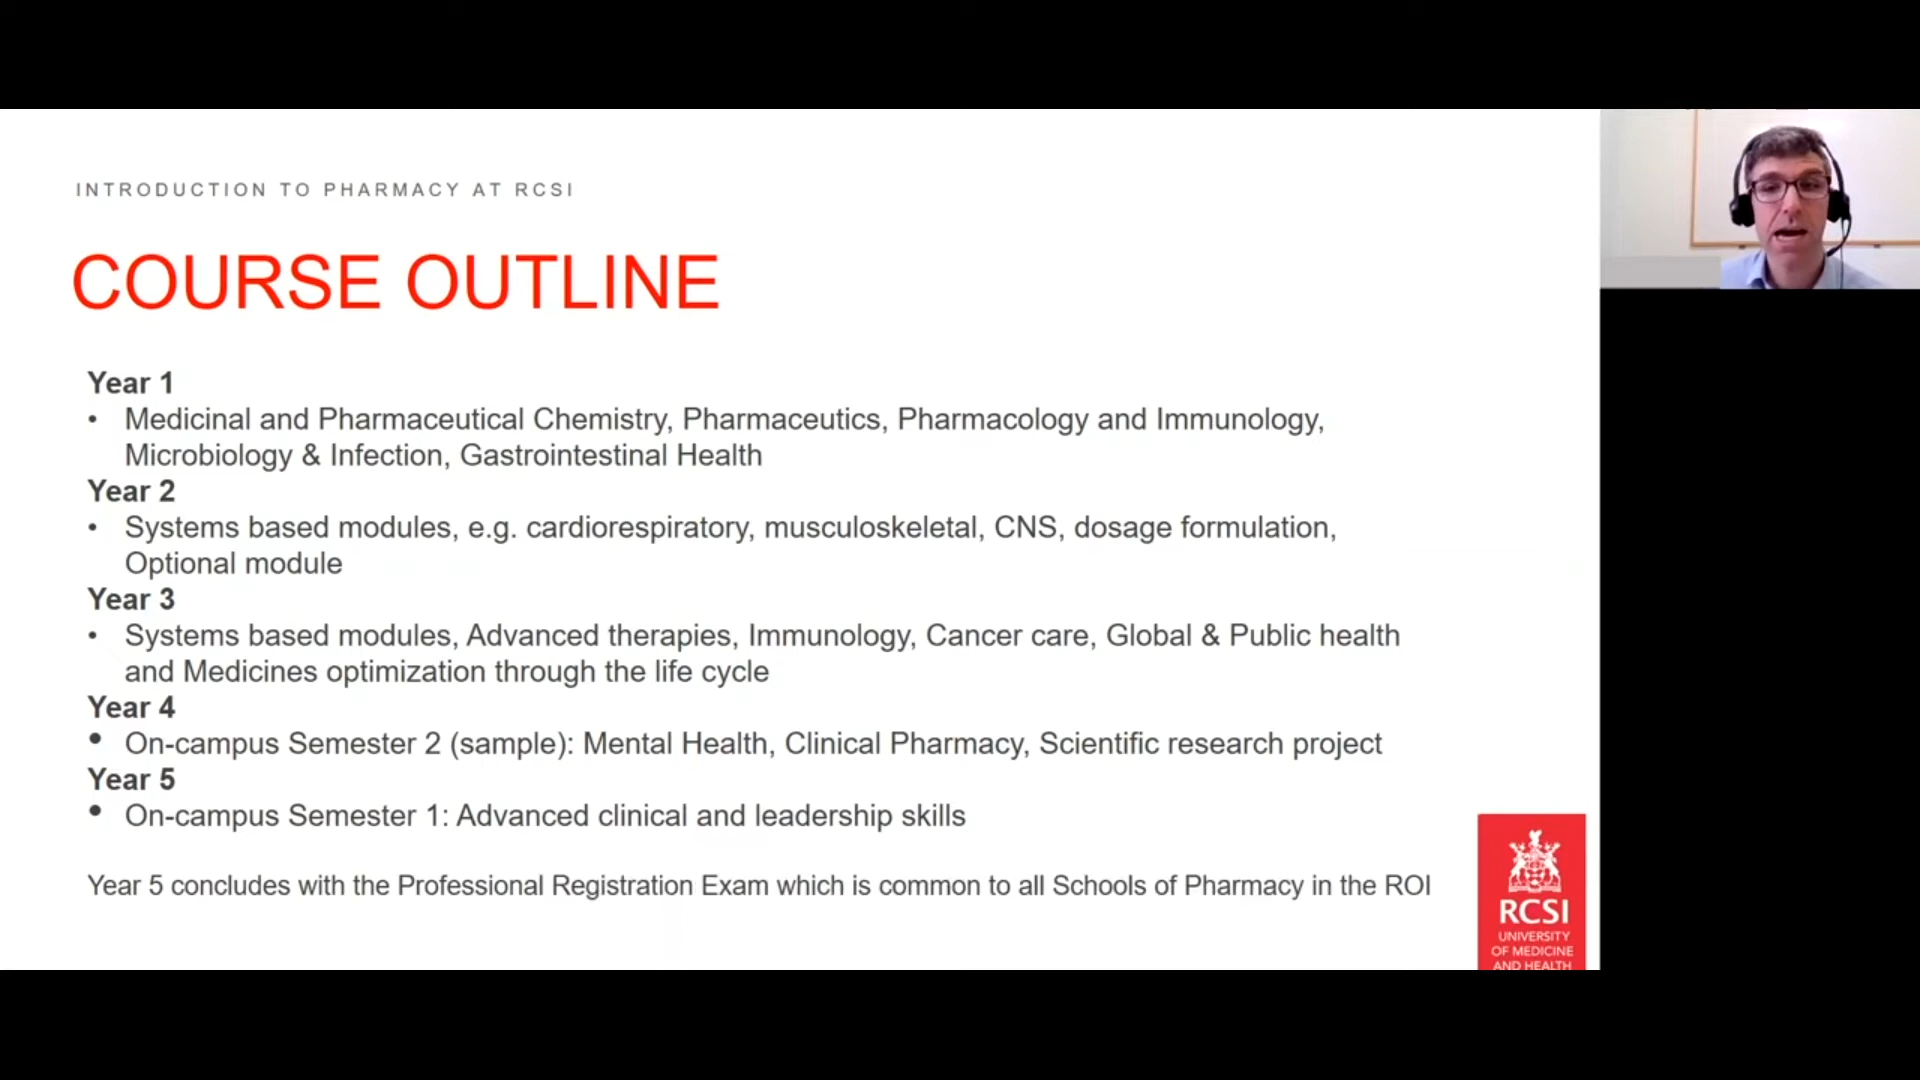 INTRODUCTION TO PHARMACY AT RCSI
COURSE OUTLINE
Year 1
• Medicinal and Pharmaceutical Chemistry, Pharmaceutics, Pharmacology and Immunology,
Microbiology & Infection, Gastrointestinal Health
Year 2
• Systems based modules, e.g. cardiorespiratory, musculoskeletal, CNS, dosage formulation,
Optional module
Year 3
• Systems based modules, Advanced therapies, Immunology, Cancer care, Global & Public health
and Medicines optimization through the life cycle
Year 4
• On-campus Semester 2 (sample): Mental Health, Clinical Pharmacy, Scientific research project
Year 5
• On-campus Semester 1: Advanced clinical and leadership skills
Year 5 concludes with the Professional Registration Exam which is common to all Schools of Pharmacy in the ROI
RCSI
UNIVERSITY
OF MEDICINE
AND HEALTH